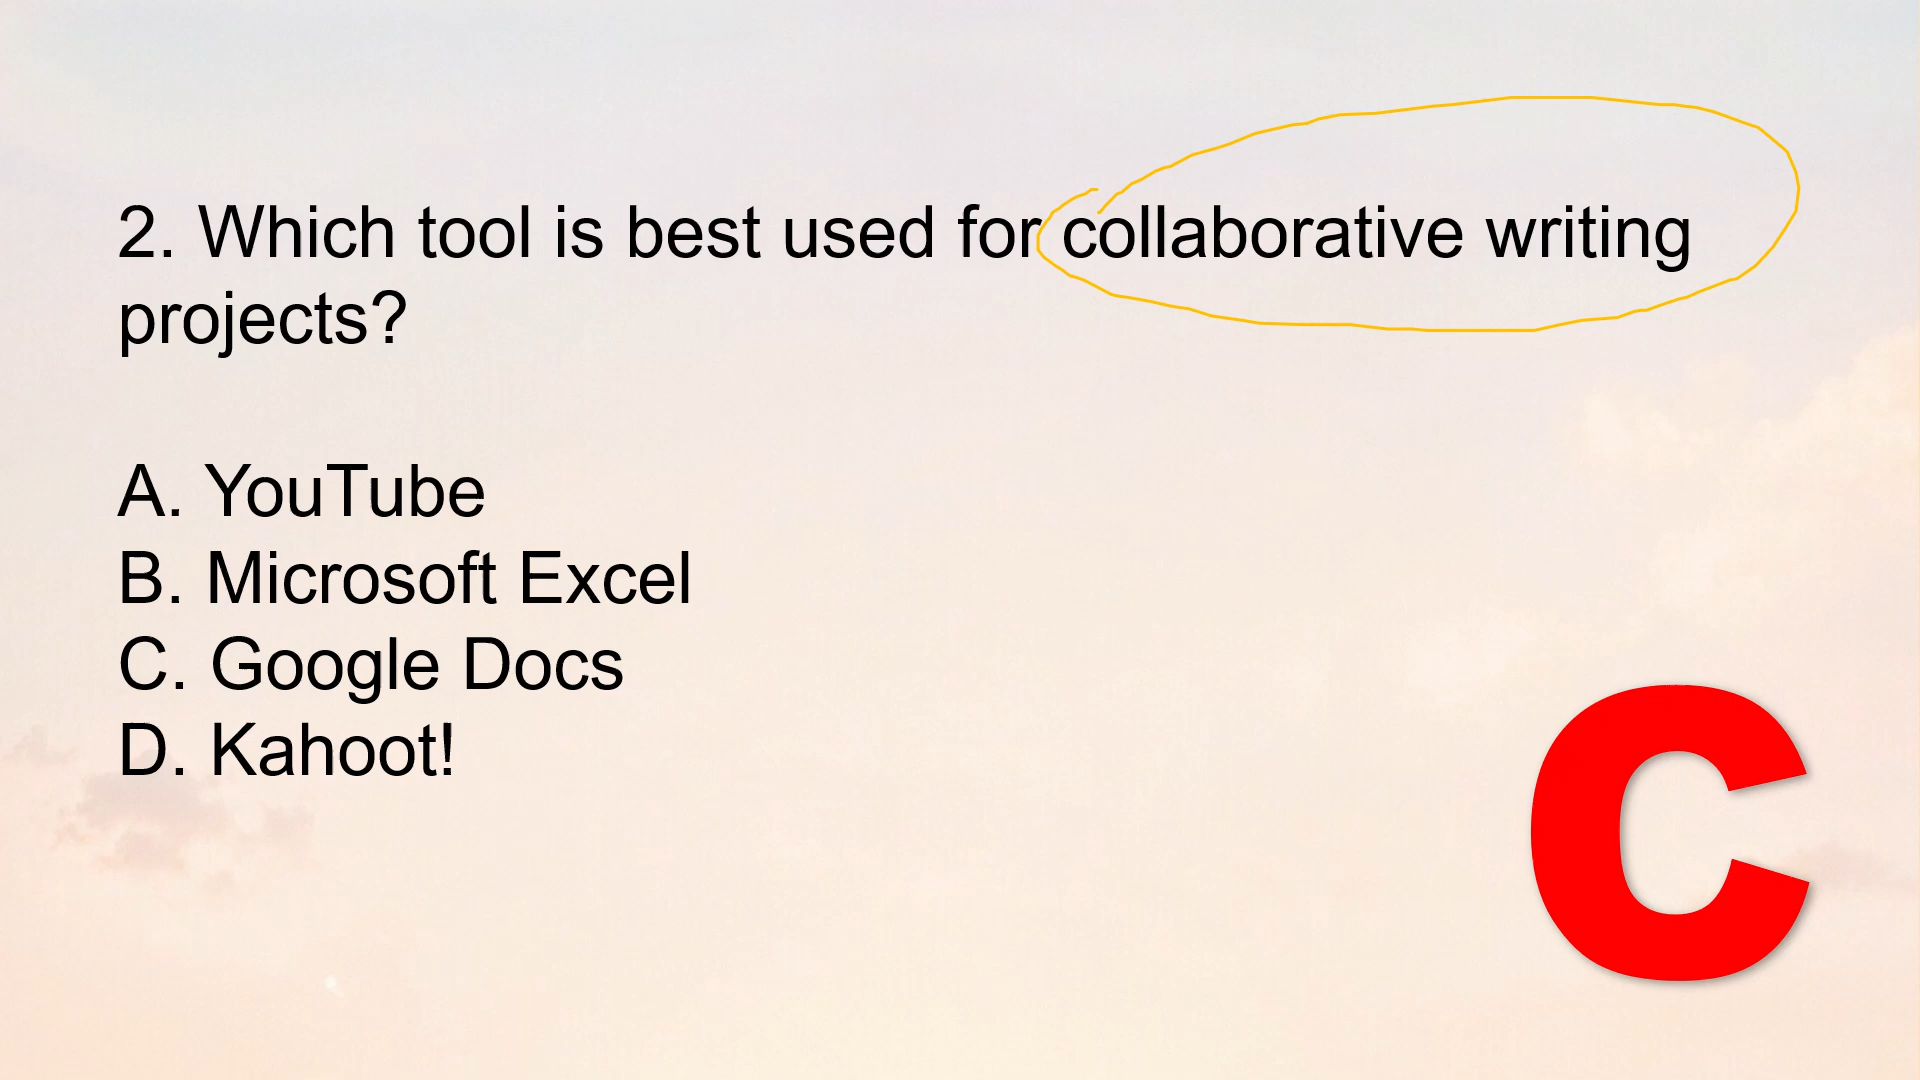 2. Which tool is best used for collaborative writing
projects?
A. YouTube
B. Microsoft Excel
C. Google Docs
D. Kahoot!
C